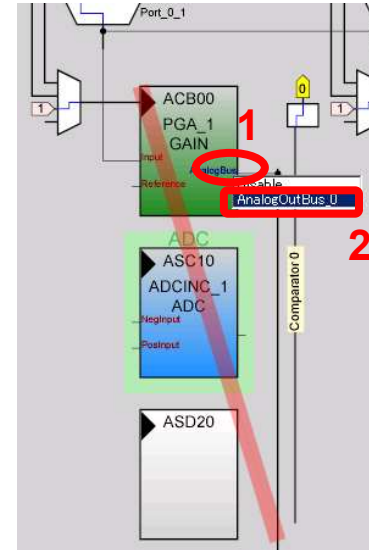 Port_0_1
0
1
1
ACB00
PGA_1
GAIN
Input
AnalogBus
Reference
1
AnalogOutBus_0
2
ADC
ASC10
ADCINC_1
ADC
NegInput
PosInput
Comparator 0
ASD20